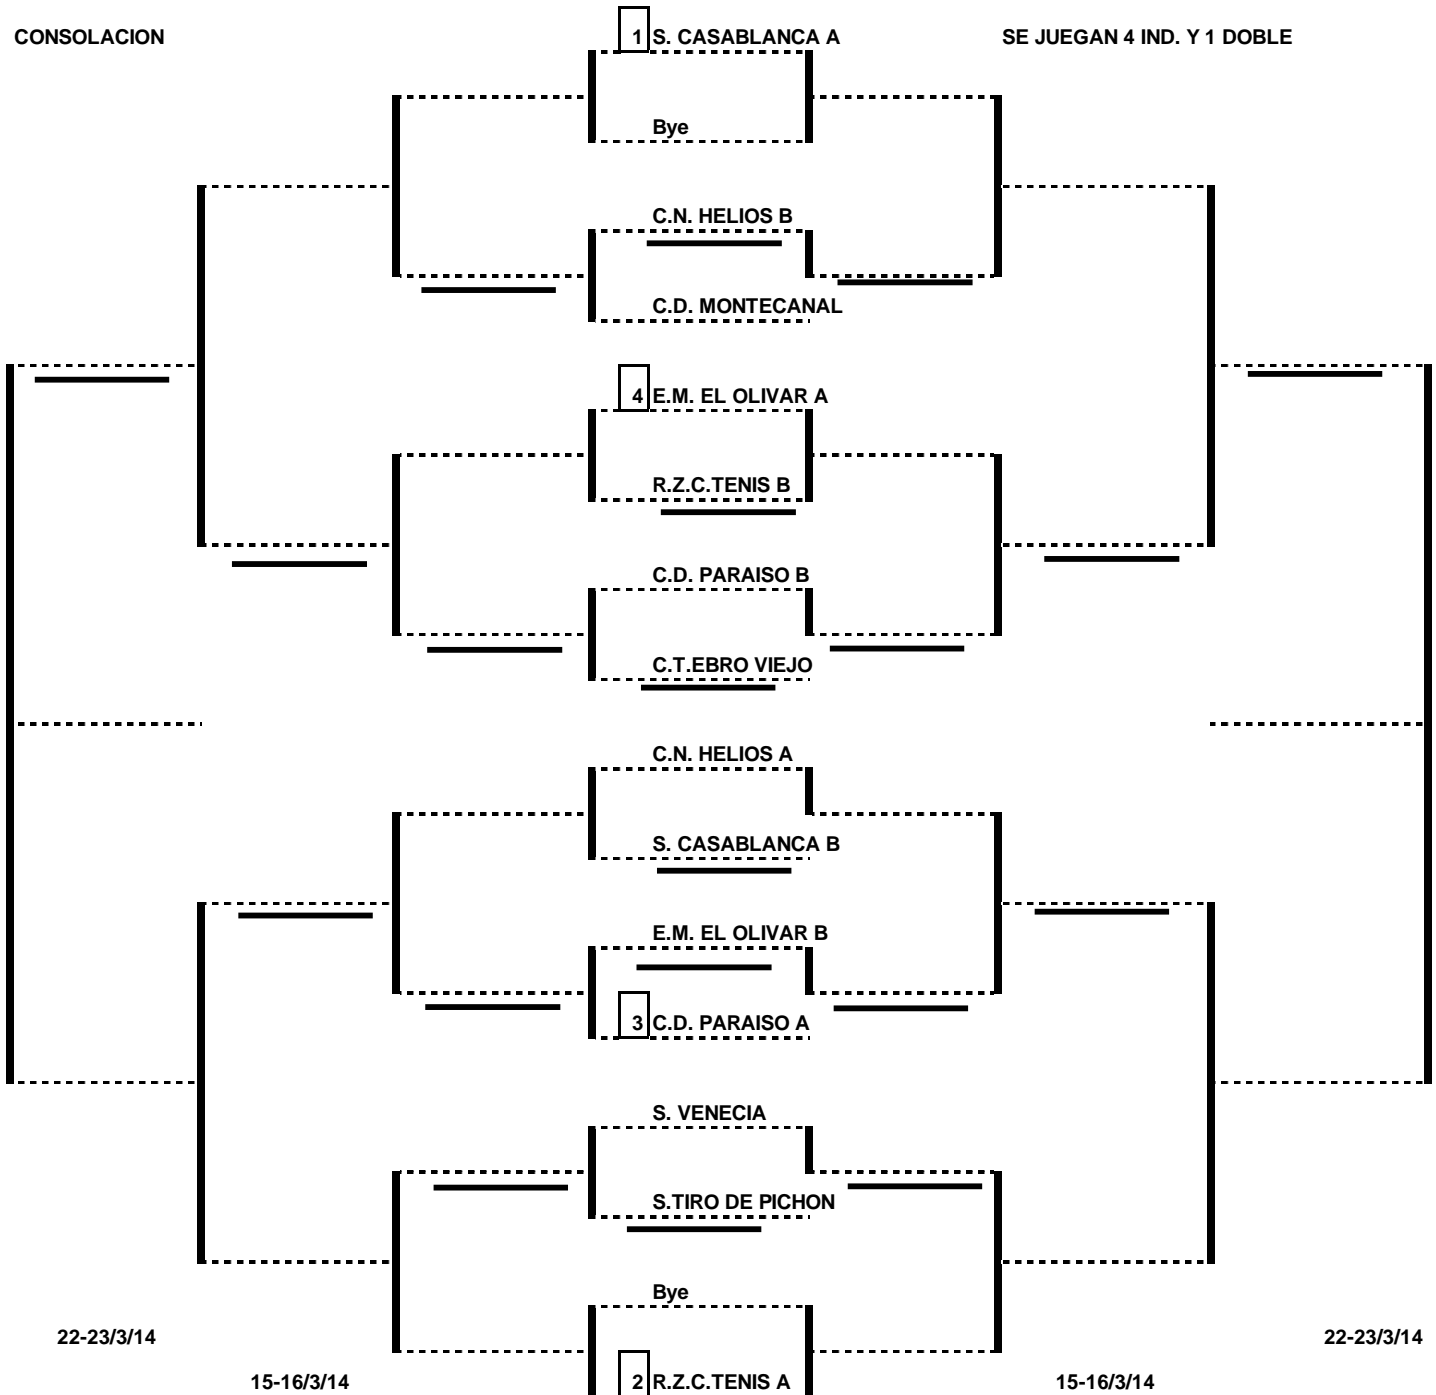 CONSOLACION
1 S. CASABLANCA A
SE JUEGAN 4 IND. Y 1 DOBLE
Bye
C.N. HELIOS B
C.D. MONTECANAL
4 E.M. EL OLIVAR A
R.Z.C.TENIS B
C.D. PARAISO B
C.T.EBRO VIEJO
C.N. HELIOS A
S. CASABLANCA B
E.M. EL OLIVAR B
3 C.D. PARAISO A
S. VENECIA
S.TIRO DE PICHON
Bye
22-23/3/14
22-23/3/14
15-16/3/14
2 R.Z.C.TENIS A
15-16/3/14